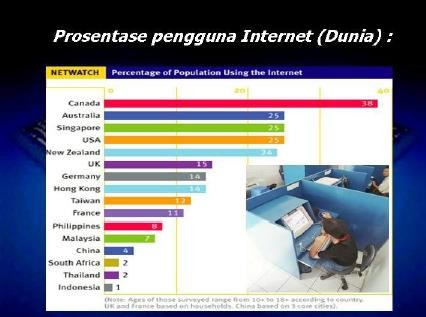 Prosentase pengguna Internet (Dunia) :
NETWATCH Percentage of Population Using the Internet
0 20 40
Canada 38
Australia 25
Singapore 25
USA 25
New Zealand 24
UK 15
Germany 14
Hong Kong 14
Taiwan 12
France 11
Philippines 8
Malaysia 7
China 4
South Africa 2
Thailand 2
Indonesia 1
(Note: Ages of those surveyed range from 10+ to 18+ according to country.
UK and France based on households. China based on 3 core cities).